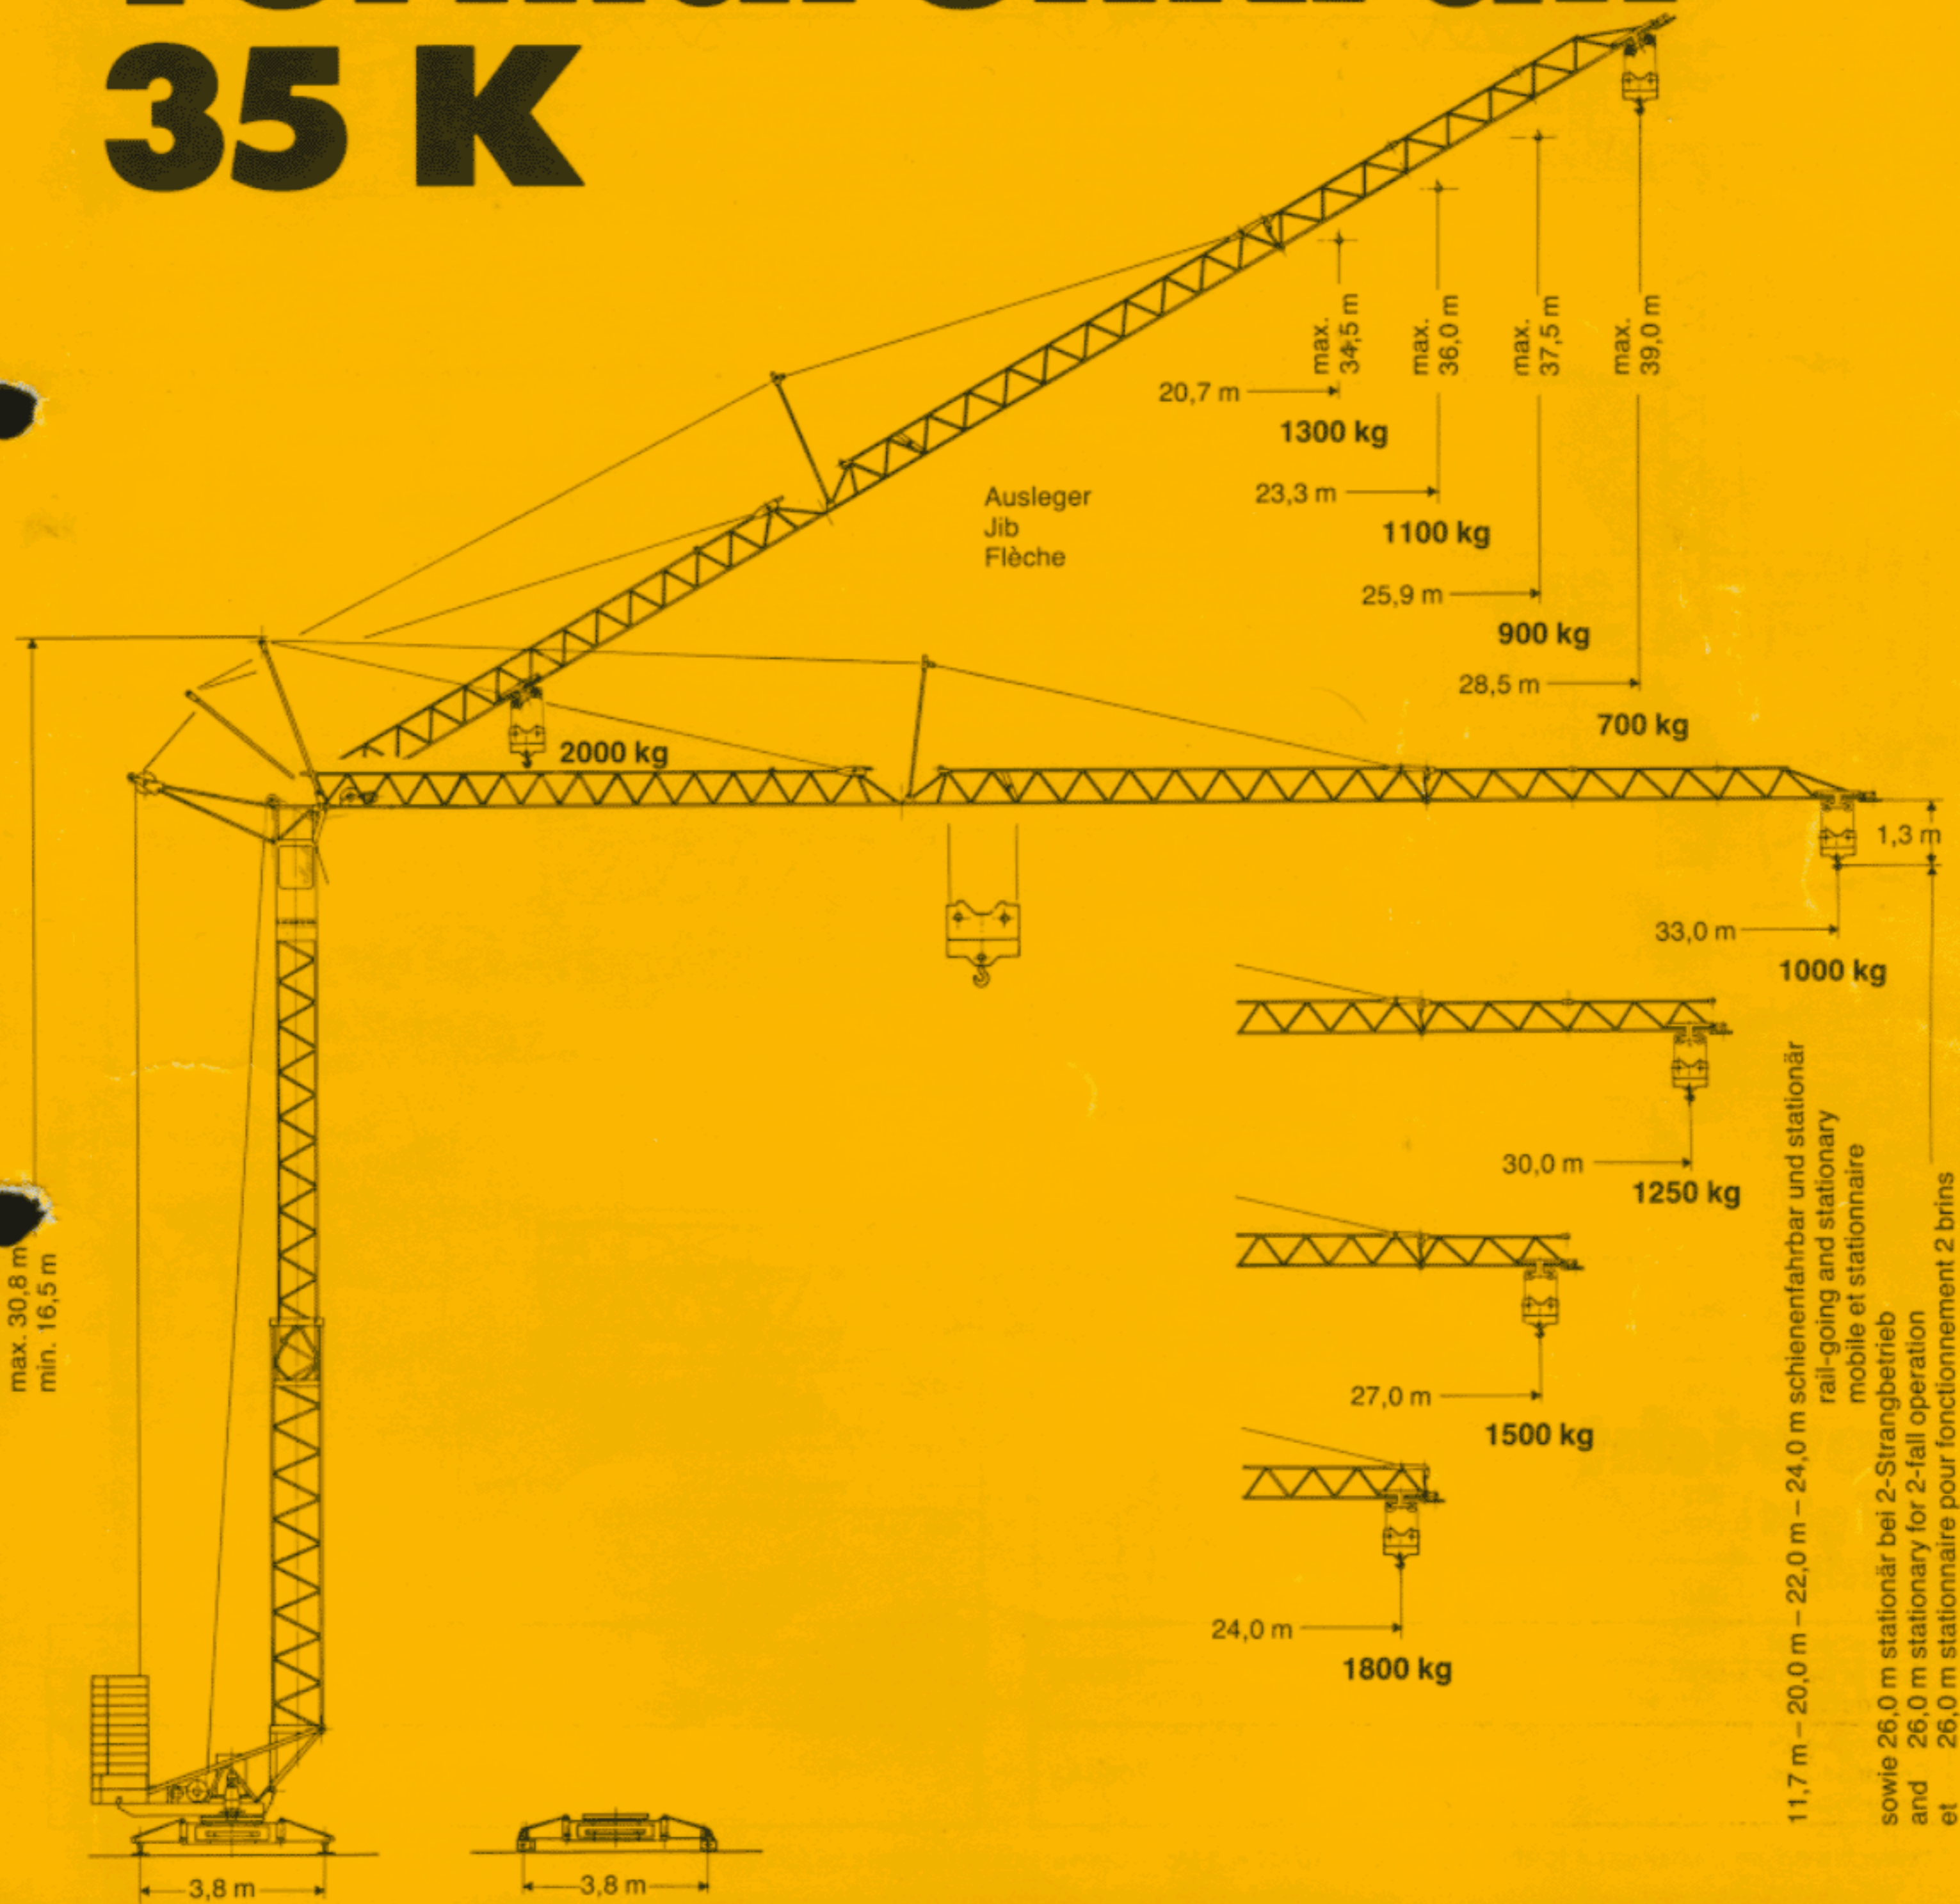 35 K
max.
34,5 m
max.
36,0 m
max.
37,5 m
max.
39,0 m
20,7 m
1300 kg
23,3 m
1100 kg
25,9 m
900 kg
28,5 m
700 kg
Ausleger
Jib
Flèche
2000 kg
1,3 m
33,0 m
1000 kg
30,0 m
1250 kg
27,0 m
1500 kg
24,0 m
1800 kg
max. 30,8 m
min. 16,5 m
11,7 m – 20,0 m – 22,0 m – 24,0 m schienenfahrbar und stationär
rail-going and stationary
mobile et stationnaire
sowie 26,0 m stationär bei 2-Strangbetrieb
and 26,0 m stationary for 2-fall operation
et 26,0 m stationnaire pour fonctionnement 2 brins
3,8 m
3,8 m